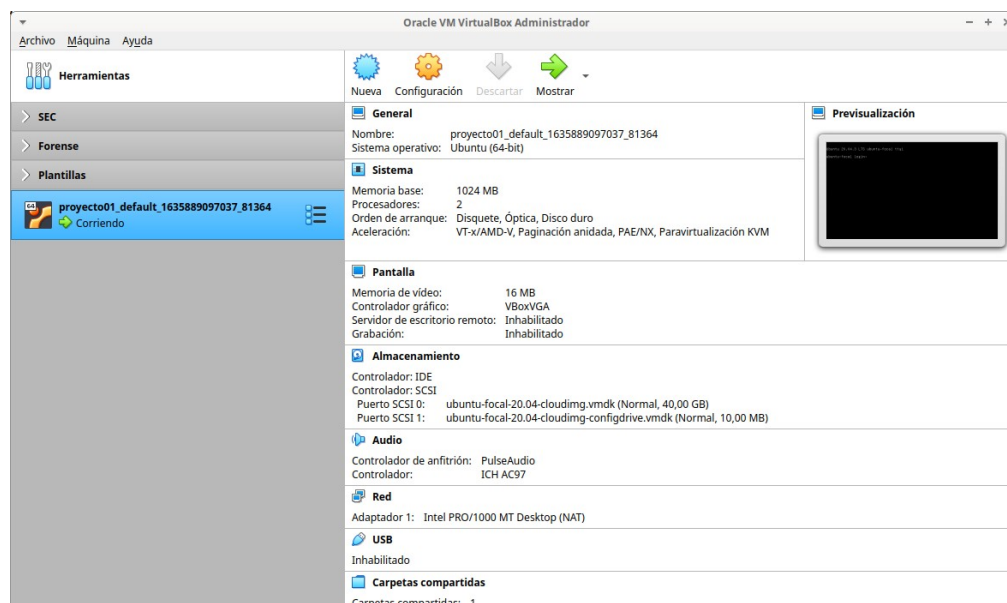 Oracle VM VirtualBox Administrador
Archivo Máquina Ayuda
Herramientas
Nueva Configuración Descartar Mostrar
SEC
Forense
Plantillas
64
proyecto01_default_1635889097037_81364
Corriendo
General
Nombre: proyecto01_default_1635889097037_81364
Sistema operativo: Ubuntu (64-bit)
Previsualización
Sistema
Memoria base: 1024 MB
Procesadores: 2
Orden de arranque: Disquete, Óptica, Disco duro
Aceleración: VT-x/AMD-V, Paginación anidada, PAE/NX, Paravirtualización KVM
Pantalla
Memoria de vídeo: 16 MB
Controlador gráfico: VBoxVGA
Servidor de escritorio remoto: Inhabilitado
Grabación: Inhabilitado
Almacenamiento
Controlador: IDE
Controlador: SCSI
Puerto SCSI 0: ubuntu-focal-20.04-cloudimg.vmdk (Normal, 40,00 GB)
Puerto SCSI 1: ubuntu-focal-20.04-cloudimg-configdrive.vmdk (Normal, 10,00 MB)
Audio
Controlador de anfitrión: PulseAudio
Controlador: ICH AC97
Red
Adaptador 1: Intel PRO/1000 MT Desktop (NAT)
USB
Inhabilitado
Carpetas compartidas
Carpetas compartidas: 1